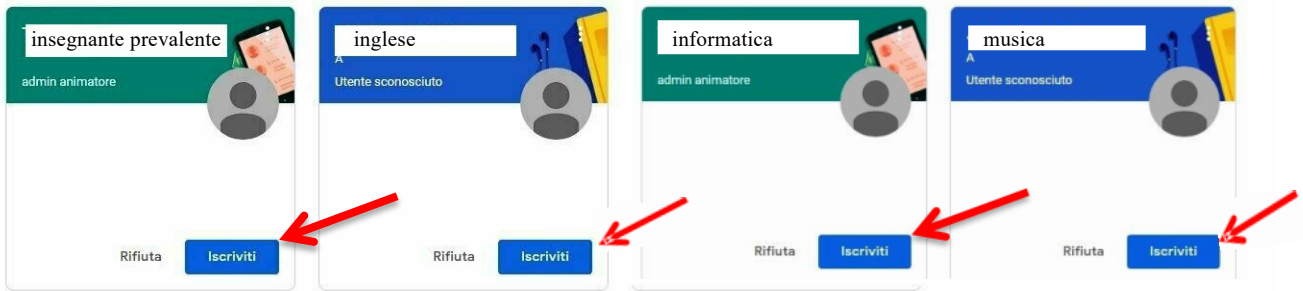 insegnante prevalente
admin animatore
Rifiuta Iscriviti
inglese
A
Utente sconosciuto
Rifiuta Iscriviti
informatica
admin animatore
Rifiuta Iscriviti
musica
A
Utente sconosciuto
Rifiuta Iscriviti